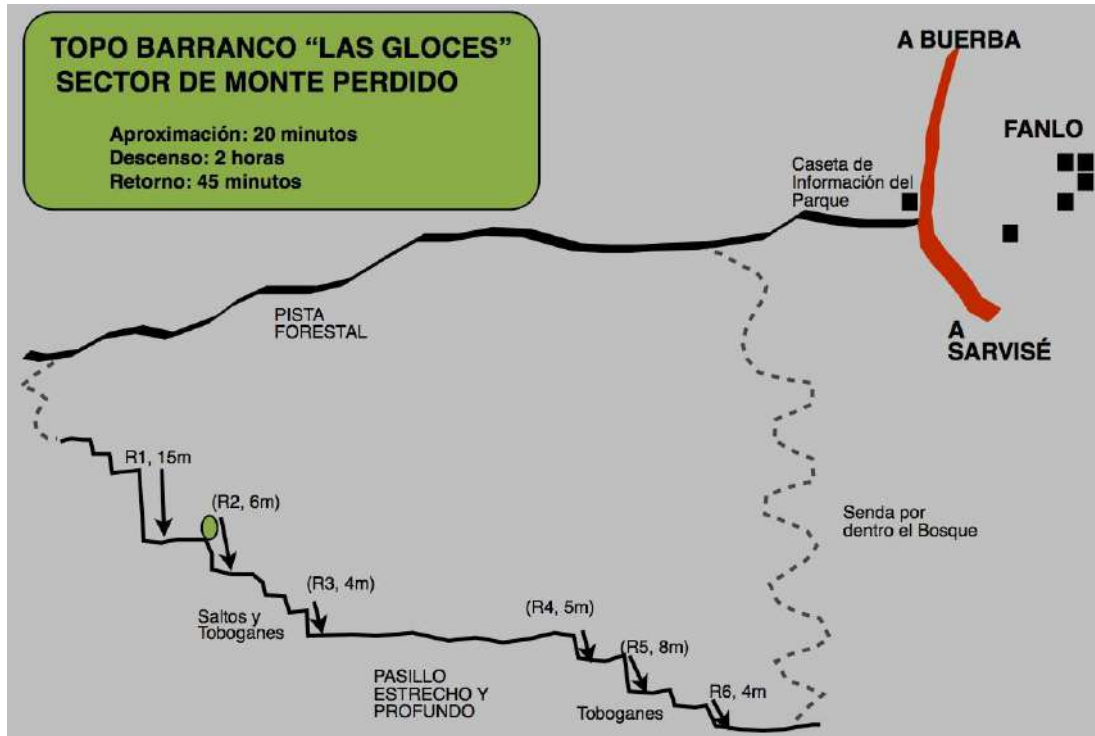 TOPO BARRANCO “LAS GLOCES”
SECTOR DE MONTE PERDIDO
Aproximación: 20 minutos
Descenso: 2 horas
Retorno: 45 minutos
A BUERBA
FANLO
Caseta de
Información del
Parque
A
SARVISÉ
PISTA
FORESTAL
R1, 15m
(R2, 6m)
(R3, 4m)
Saltos y
Toboganes
(R4, 5m)
(R5, 8m)
R6, 4m)
PASILLO
ESTRECHO Y
PROFUNDO
Toboganes
Senda por
dentro el Bosque